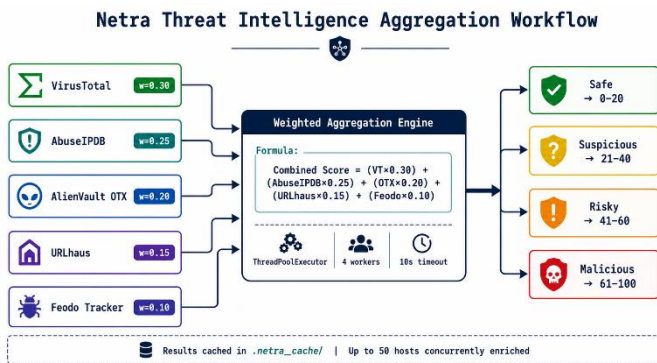 Netra Threat Intelligence Aggregation Workflow
VirusTotal
w=0.30
AbuseIPDB
w=0.25
AlienVault OTX
w=0.20
URLhaus
w=0.15
Feodo Tracker
w=0.10
Weighted Aggregation Engine
Formula:
Combined Score = (VT×0.30) +
(AbuseIPDB×0.25) + (OTX×0.20) +
(URLhaus×0.15) + (Feodo×0.10)
ThreadPoolExecutor
4 workers
10s timeout
Safe
→ 0–20
Suspicious
→ 21–40
Risky
→ 41–60
Malicious
→ 61–100
Results cached in .netra_cache/ | Up to 50 hosts concurrently enriched